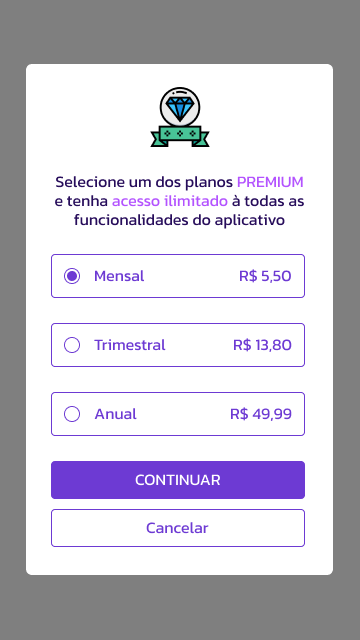 Selecione um dos planos PREMIUM
e tenha acesso ilimitado à todas as
funcionalidades do aplicativo
Mensal R$ 5,50
Trimestral R$ 13,80
Anual R$ 49,99
CONTINUAR
Cancelar